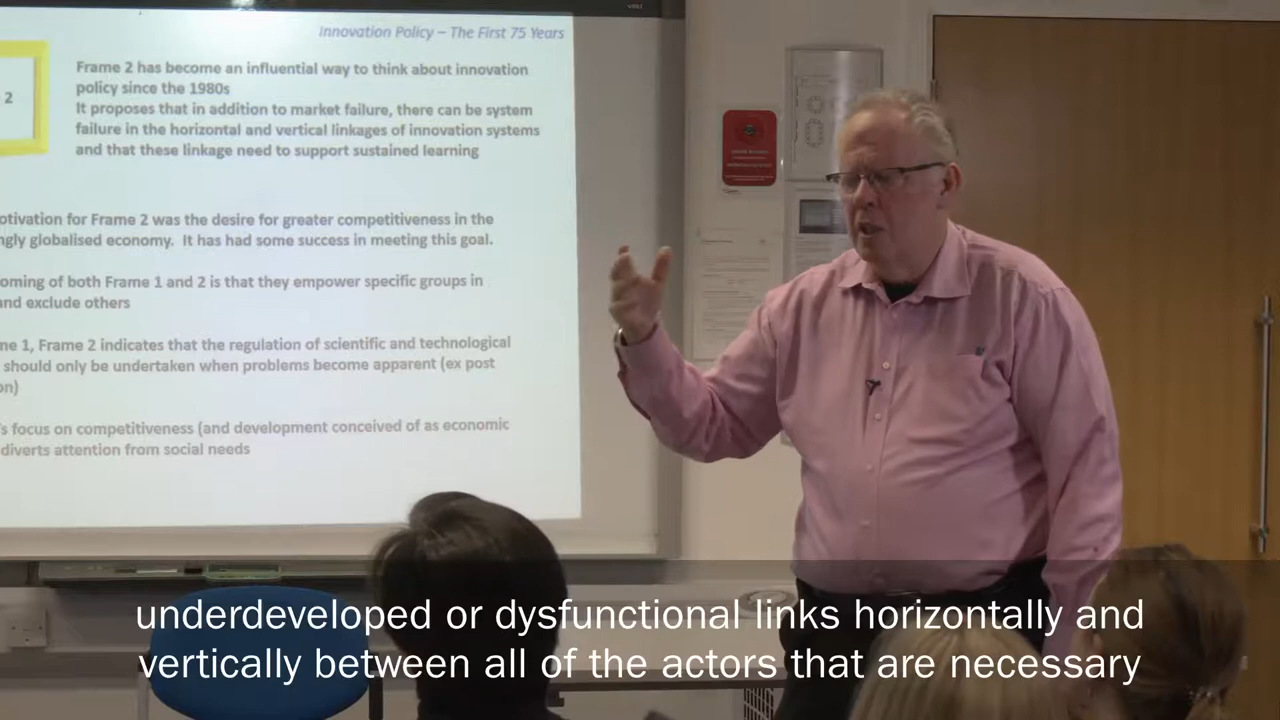 Innovation Policy – The First 75 Years
2
Frame 2 has become an influential way to think about innovation
policy since the 1980s
It proposes that in addition to market failure, there can be system
failure in the horizontal and vertical linkages of innovation systems
and that these linkage need to support sustained learning
otivation for Frame 2 was the desire for greater competitiveness in the
ngly globalised economy. It has had some success in meeting this goal.
oming of both Frame 1 and 2 is that they empower specific groups in
and exclude others
ne 1, Frame 2 indicates that the regulation of scientific and technological
should only be undertaken when problems become apparent (ex post
on)
's focus on competitiveness (and development conceived of as economic
diverts attention from social needs
underdeveloped or dysfunctional links horizontally and
vertically between all of the actors that are necessary